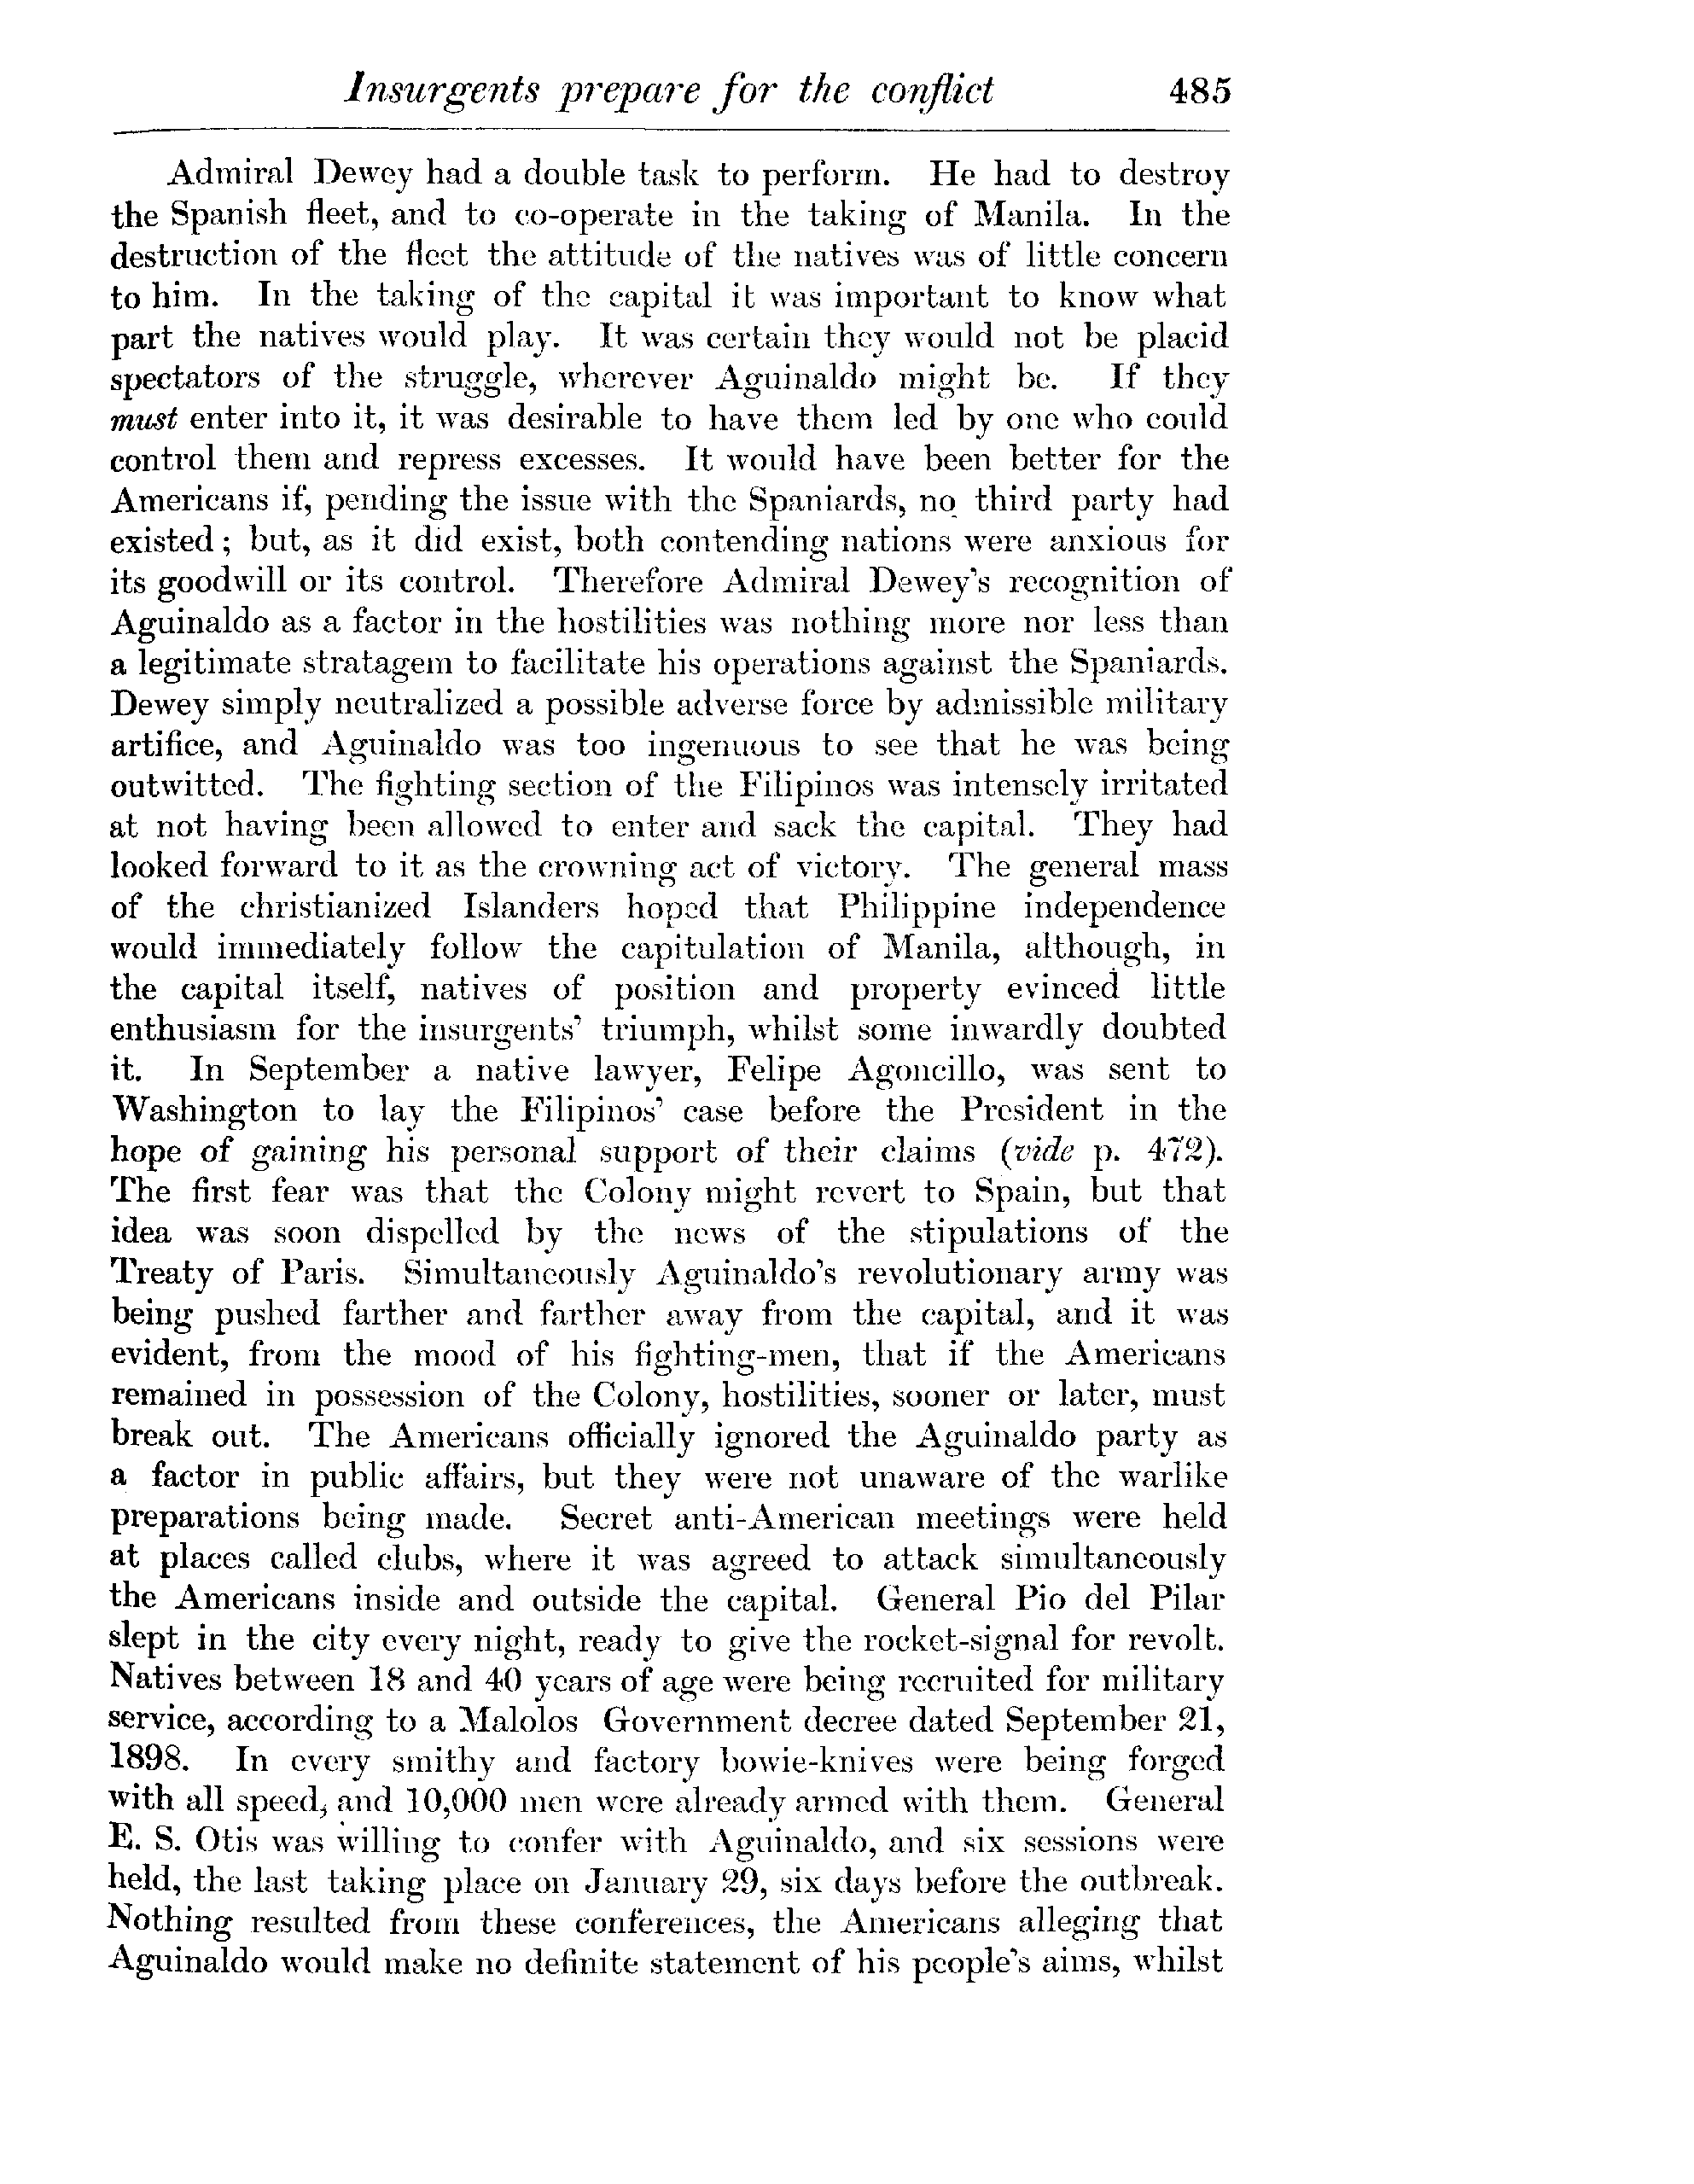 Insurgents prepare for the conflict 485
Admiral Dewey had a double task to perform. He had to destroy
the Spanish fleet, and to co-operate in the taking of Manila. In the
destruction of the fleet the attitude of the natives was of little concern
to him. In the taking of the capital it was important to know what
part the natives would play. It was certain they would not be placid
spectators of the struggle, wherever Aguinaldo might be. If they
must enter into it, it was desirable to have them led by one who could
control them and repress excesses. It would have been better for the
Americans if, pending the issue with the Spaniards, no third party had
existed; but, as it did exist, both contending nations were anxious for
its goodwill or its control. Therefore Admiral Dewey's recognition of
Aguinaldo as a factor in the hostilities was nothing more nor less than
a legitimate stratagem to facilitate his operations against the Spaniards.
Dewey simply neutralized a possible adverse force by admissible military
artifice, and Aguinaldo was too ingenuous to see that he was being
outwitted. The fighting section of the Filipinos was intensely irritated
at not having been allowed to enter and sack the capital. They had
looked forward to it as the crowning act of victory. The general mass
of the christianized Islanders hoped that Philippine independence
would immediately follow the capitulation of Manila, although, in
the capital itself, natives of position and property evinced little
enthusiasm for the insurgents' triumph, whilst some inwardly doubted
it. In September a native lawyer, Felipe Agoncillo, was sent to
Washington to lay the Filipinos' case before the President in the
hope of gaining his personal support of their claims (vide p. 472).
The first fear was that the Colony might revert to Spain, but that
idea was soon dispelled by the news of the stipulations of the
Treaty of Paris. Simultaneously Aguinaldo's revolutionary army was
being pushed farther and farther away from the capital, and it was
evident, from the mood of his fighting-men, that if the Americans
remained in possession of the Colony, hostilities, sooner or later, must
break out. The Americans officially ignored the Aguinaldo party as
a factor in public affairs, but they were not unaware of the warlike
preparations being made. Secret anti-American meetings were held
at places called clubs, where it was agreed to attack simultaneously
the Americans inside and outside the capital. General Pio del Pilar
slept in the city every night, ready to give the rocket-signal for revolt.
Natives between 18 and 40 years of age were being recruited for military
service, according to a Malolos Government decree dated September 21,
1898. In every smithy and factory bowie-knives were being forged
with all speed, and 10,000 men were already armed with them. General
E. S. Otis was willing to confer with Aguinaldo, and six sessions were
held, the last taking place on January 29, six days before the outbreak.
Nothing resulted from these conferences, the Americans alleging that
Aguinaldo would make no definite statement of his people's aims, whilst